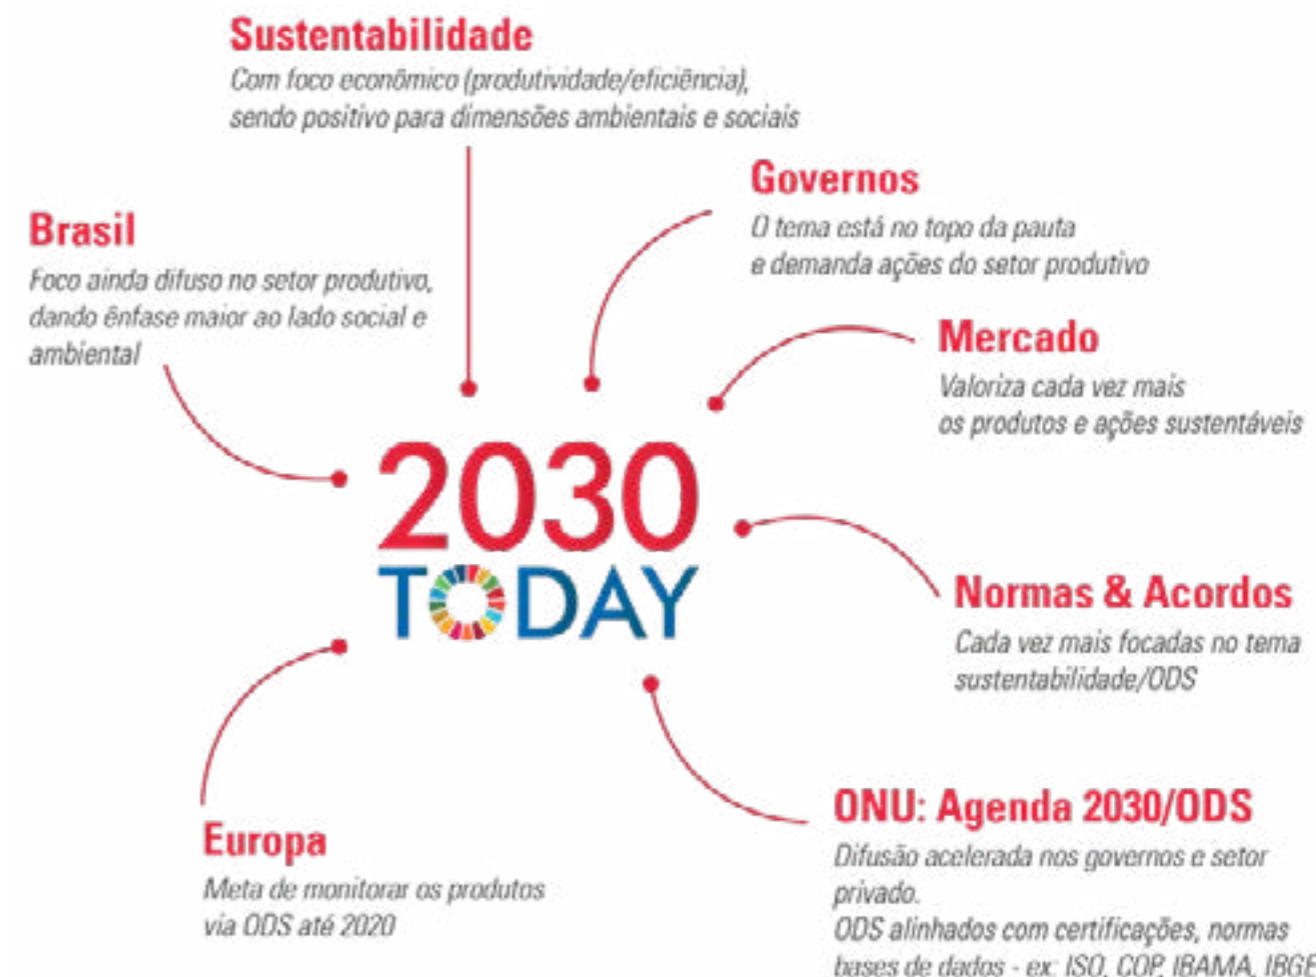 Sustentabilidade
Com foco econômico (produtividade/eficiência),
sendo positivo para dimensões ambientais e sociais
Governos
O tema está no topo da pauta
e demanda ações do setor produtivo
Brasil
Foco ainda difuso no setor produtivo,
dando ênfase maior ao lado social e
ambiental
Mercado
Valoriza cada vez mais
os produtos e ações sustentáveis
2030
TODAY
Normas & Acordos
Cada vez mais focadas no tema
sustentabilidade/ODS
Europa
Meta de monitorar os produtos
via ODS até 2020
ONU: Agenda 2030/ODS
Difusão acelerada nos governos e setor
privado.
ODS alinhados com certificações, normas
bases de dados - ex: ISO, COP, IBAMA, IBGE